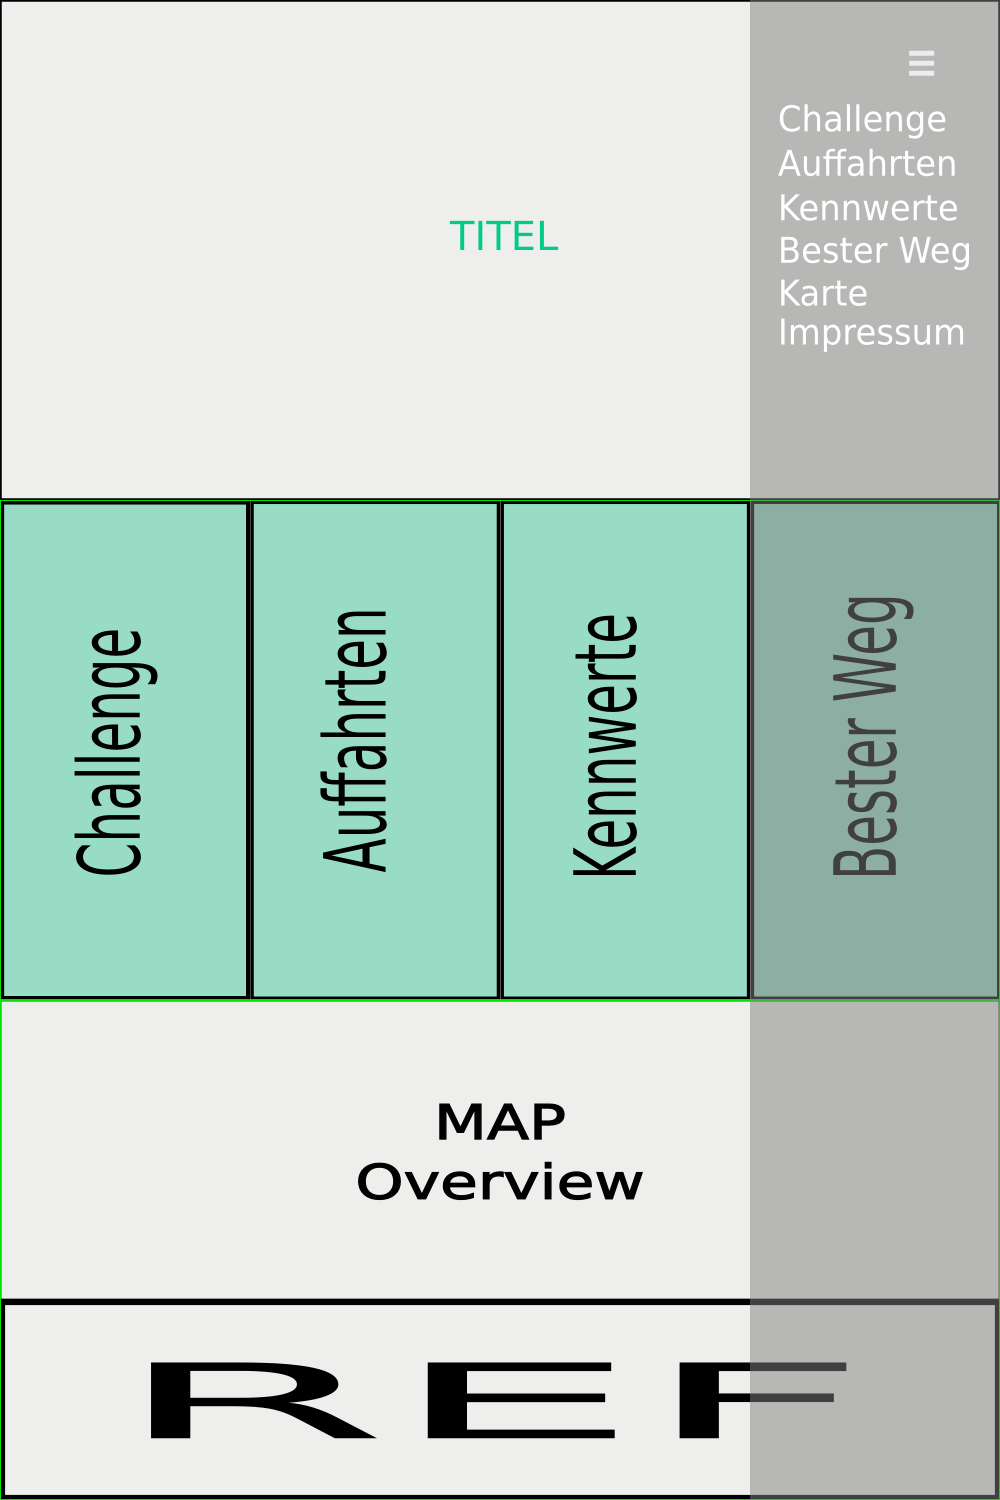 TITEL
Challenge
Auffahrten
Kennwerte
Bester Weg
Karte
Impressum
Challenge
Auffahrten
Kennwerte
Bester Weg
MAP
Overview
REF